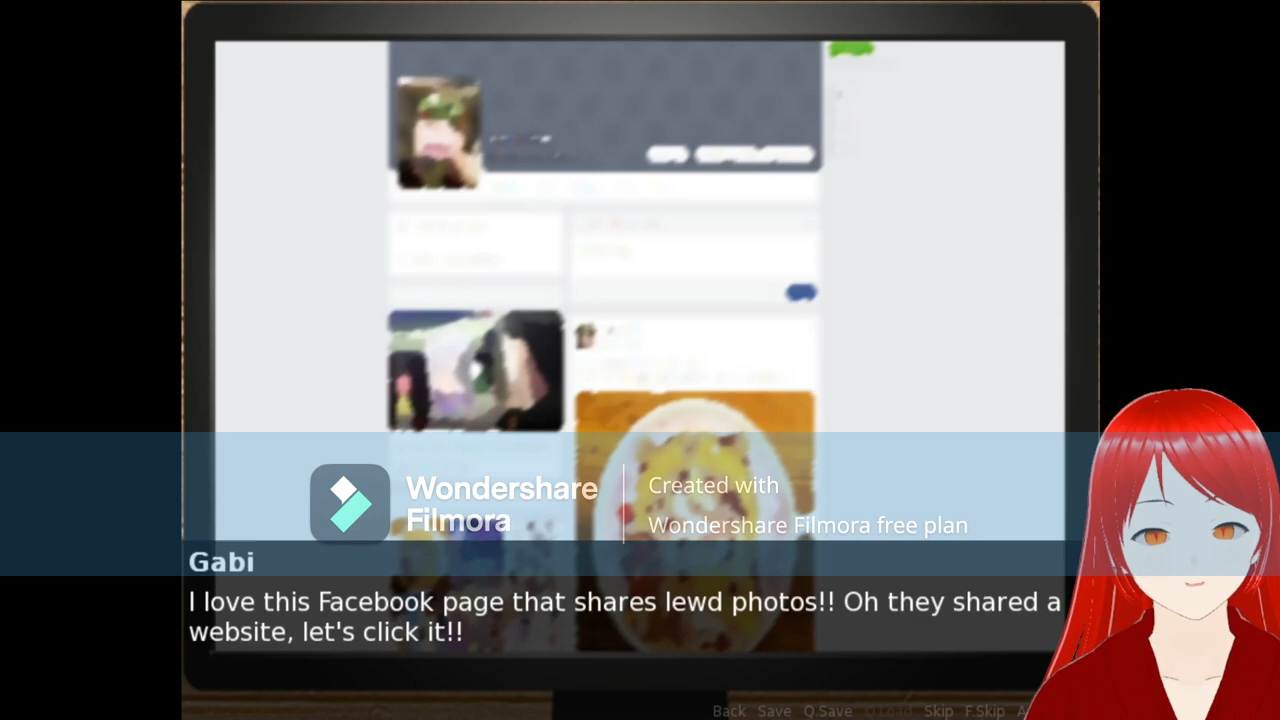 Wondershare
Filmora
Created with
Wondershare Filmora free plan
Gabi
I love this Facebook page that shares lewd photos!! Oh they shared a
website, let's click it!!
Back Save Q.Save Q.Load Skip F.Skip